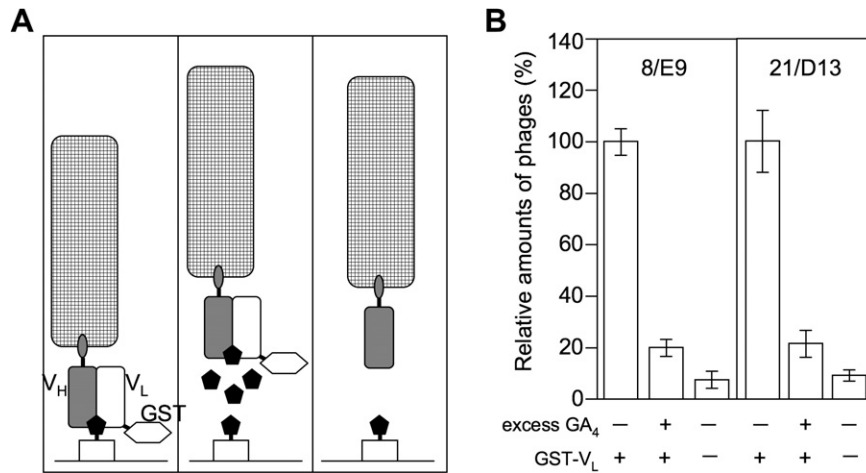 A
V_H
V_L
GST
B
Relative amounts of phages (%)
140
120
100
80
60
40
20
0
8/E9 21/D13
excess GA₄ − + − − + −
GST-V_L + + − + + −